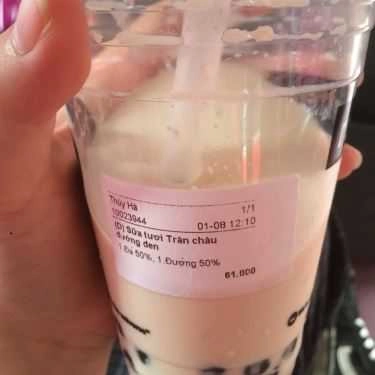 Thúy Hà 1/1
10023944 01-08 12:10
(D) Sữa tươi Trân châu
đường đen
1.Đá 50%, 1.Đường 50%
61.000